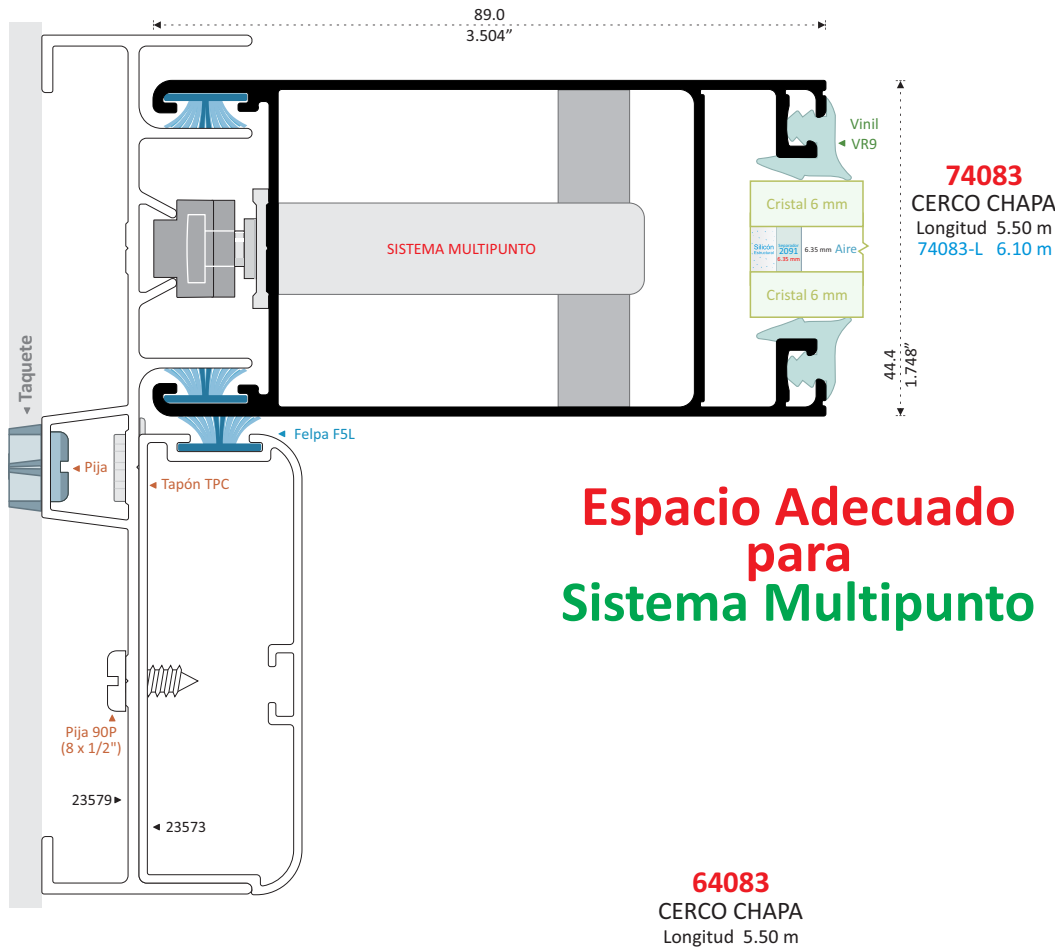 89.0
3.504”
Vinil
VR9
74083
CERCO CHAPA
Longitud 5.50 m
74083-L 6.10 m
Cristal 6 mm
SISTEMA MULTIPUNTO
Silicón
Estructural
Separador
2091
6.35 mm
6.35 mm Aire
Cristal 6 mm
44.4
1.748”
Taquete
Felpa F5L
Pija
Tapón TPC
Espacio Adecuado
para
Sistema Multipunto
Pija 90P
(8 x 1/2")
23579
23573
64083
CERCO CHAPA
Longitud 5.50 m